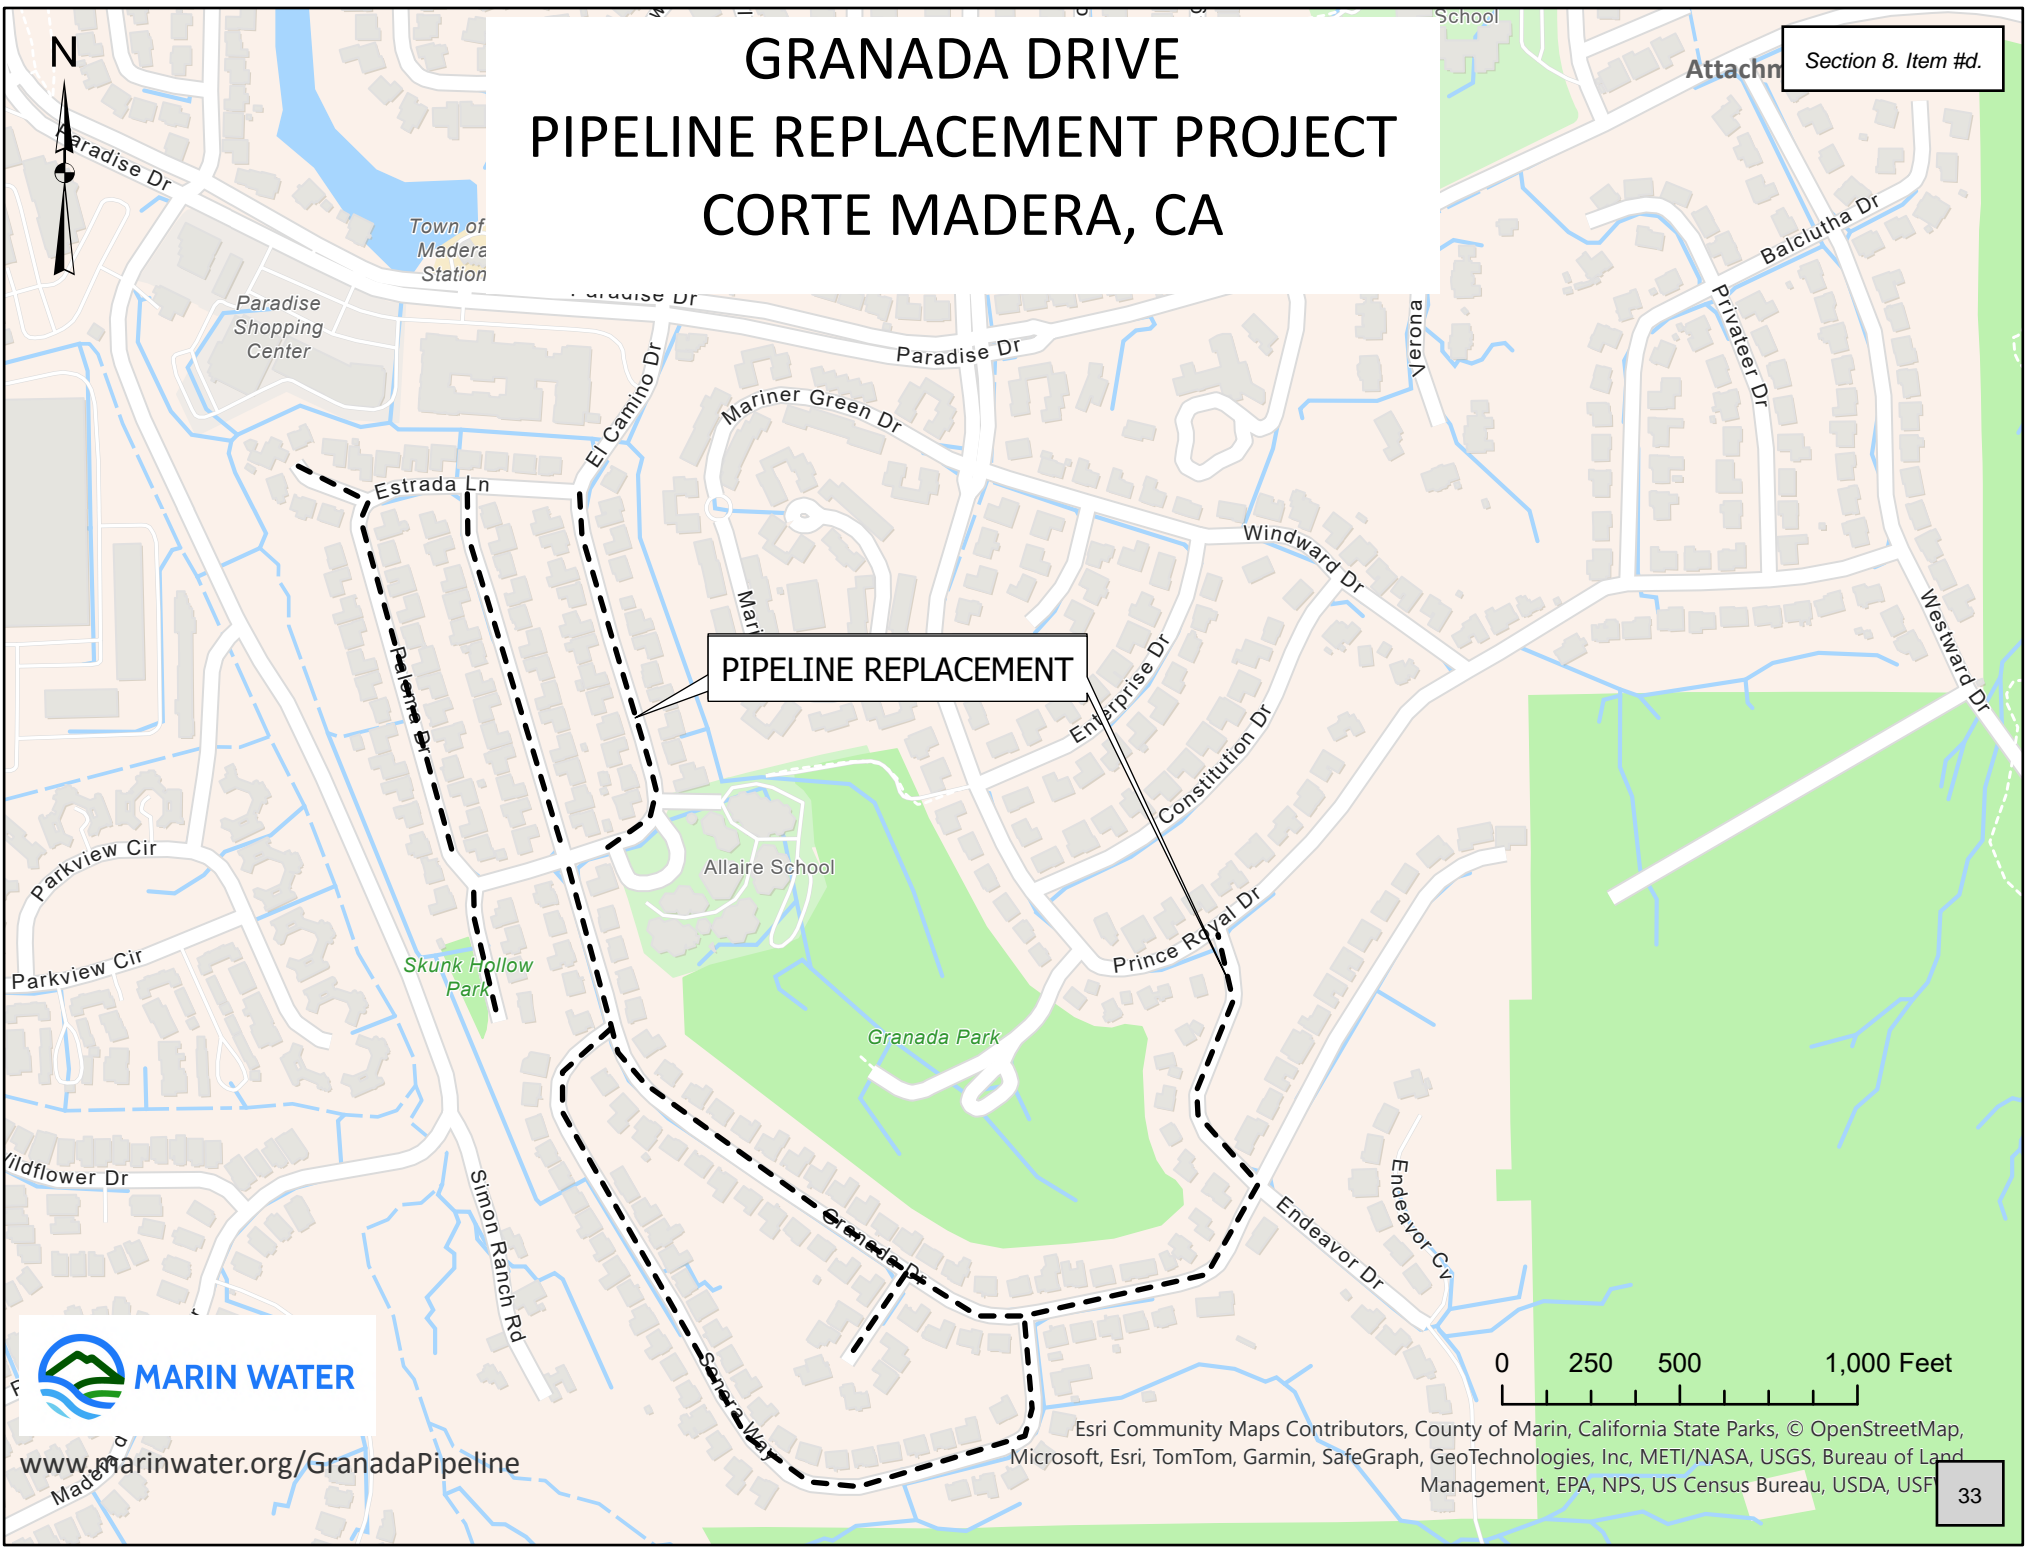 School
N
GRANADA DRIVE
PIPELINE REPLACEMENT PROJECT
CORTE MADERA, CA
Section 8. Item #d.
Paradise Dr
Town of
Madera
Station
Paradise
Shopping
Center
Paradise Dr
Paradise Dr
Verona
Balclutha Dr
Privateer Dr
El Camino Dr
Mariner Green Dr
Estrada Ln
Windward Dr
Westward Dr
PIPELINE REPLACEMENT
Paloma Dr
Enterprise Dr
Constitution Dr
Parkview Cir
Allaire School
Prince Royal Dr
Parkview Cir
Skunk Hollow
Park
Granada Park
Simon Ranch Rd
Granada Dr
Endeavor Dr
Endeavor Cv
Sonora Way
MARIN WATER
www.marinwater.org/GranadaPipeline
0 250 500 1,000 Feet
Esri Community Maps Contributors, County of Marin, California State Parks, © OpenStreetMap,
Microsoft, Esri, TomTom, Garmin, SafeGraph, GeoTechnologies, Inc, METI/NASA, USGS, Bureau of Land
Management, EPA, NPS, US Census Bureau, USDA,
33